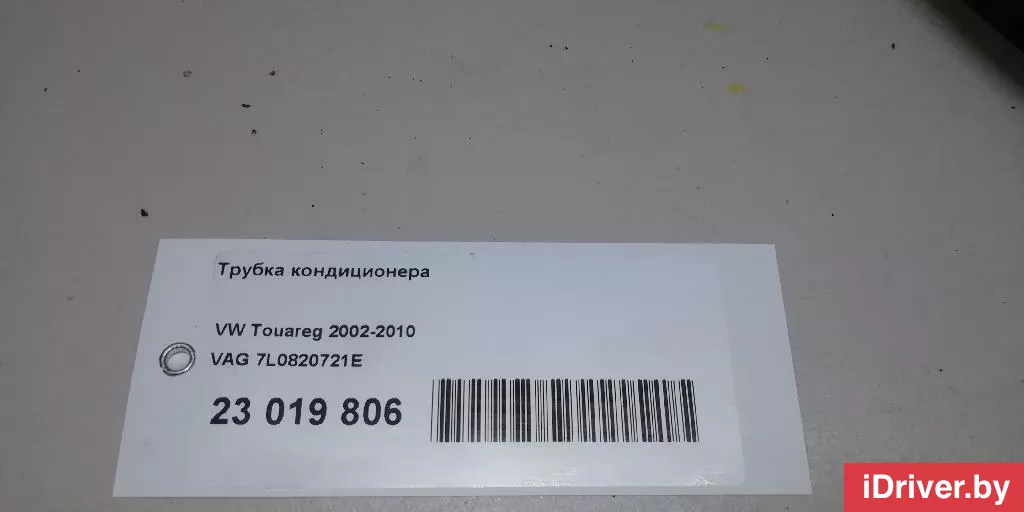 Трубка кондиционера
VW Touareg 2002-2010
VAG 7L0820721E
23 019 806
iDriver.by